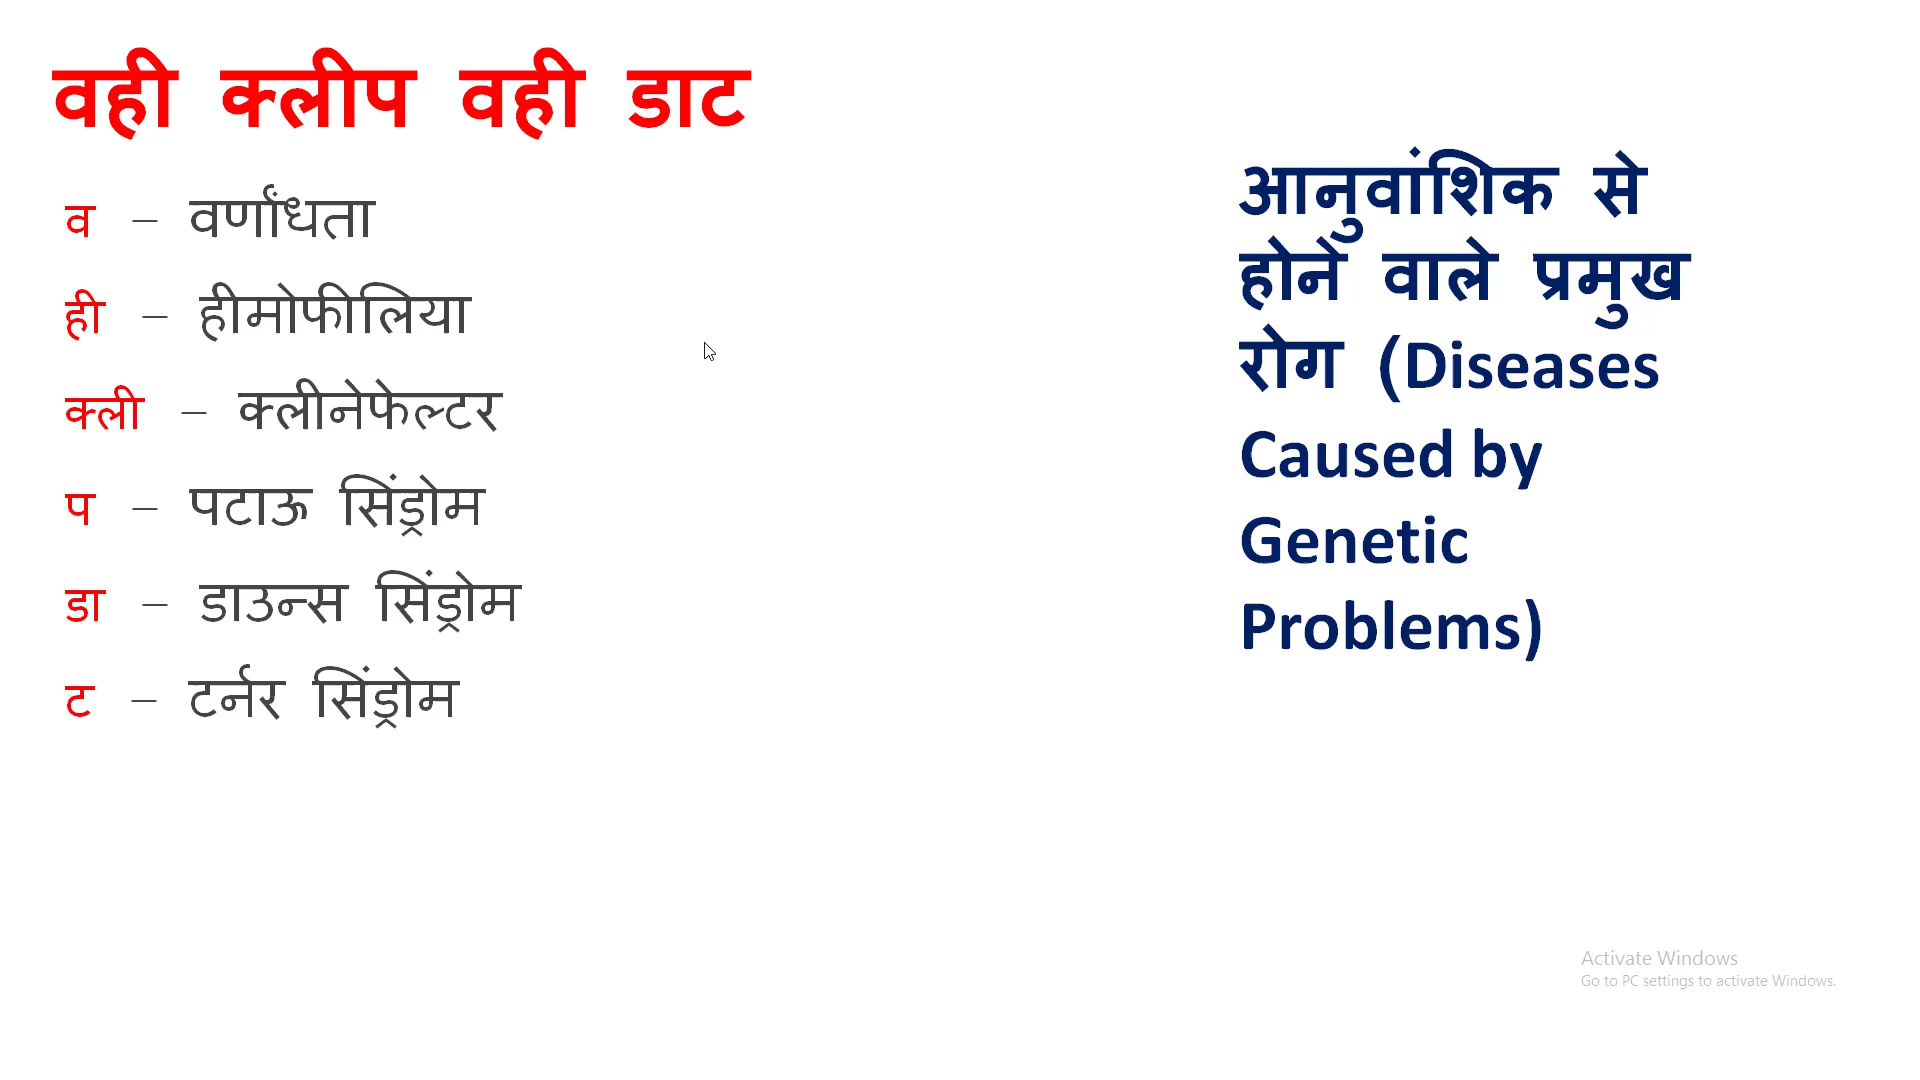 वही क्लीप वही डाट
व – वर्णांधता
ही – हीमोफीलिया
क्ली – क्लीनेफेल्टर
प – पटाऊ सिंड्रोम
डा – डाउन्स सिंड्रोम
ट – टर्नर सिंड्रोम
आनुवांशिक से
होने वाले प्रमुख
रोग (Diseases
Caused by
Genetic
Problems)
Activate Windows
Go to PC settings to activate Windows.